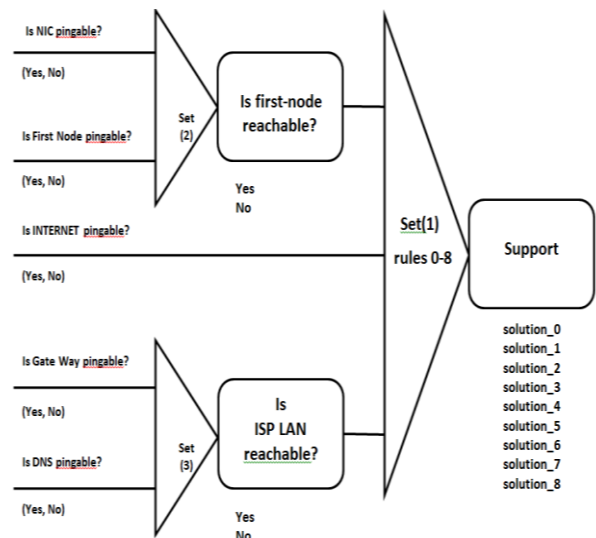 Is NIC pingable?
(Yes, No)
Set
(2)
Is First Node pingable?
(Yes, No)
Is first-node
reachable?
Yes
No
Is INTERNET pingable?
(Yes, No)
Set(1)
rules 0-8
Support
solution_0
solution_1
solution_2
solution_3
solution_4
solution_5
solution_6
solution_7
solution_8
Is Gate Way pingable?
(Yes, No)
Set
(3)
Is DNS pingable?
(Yes, No)
Is
ISP LAN
reachable?
Yes
No